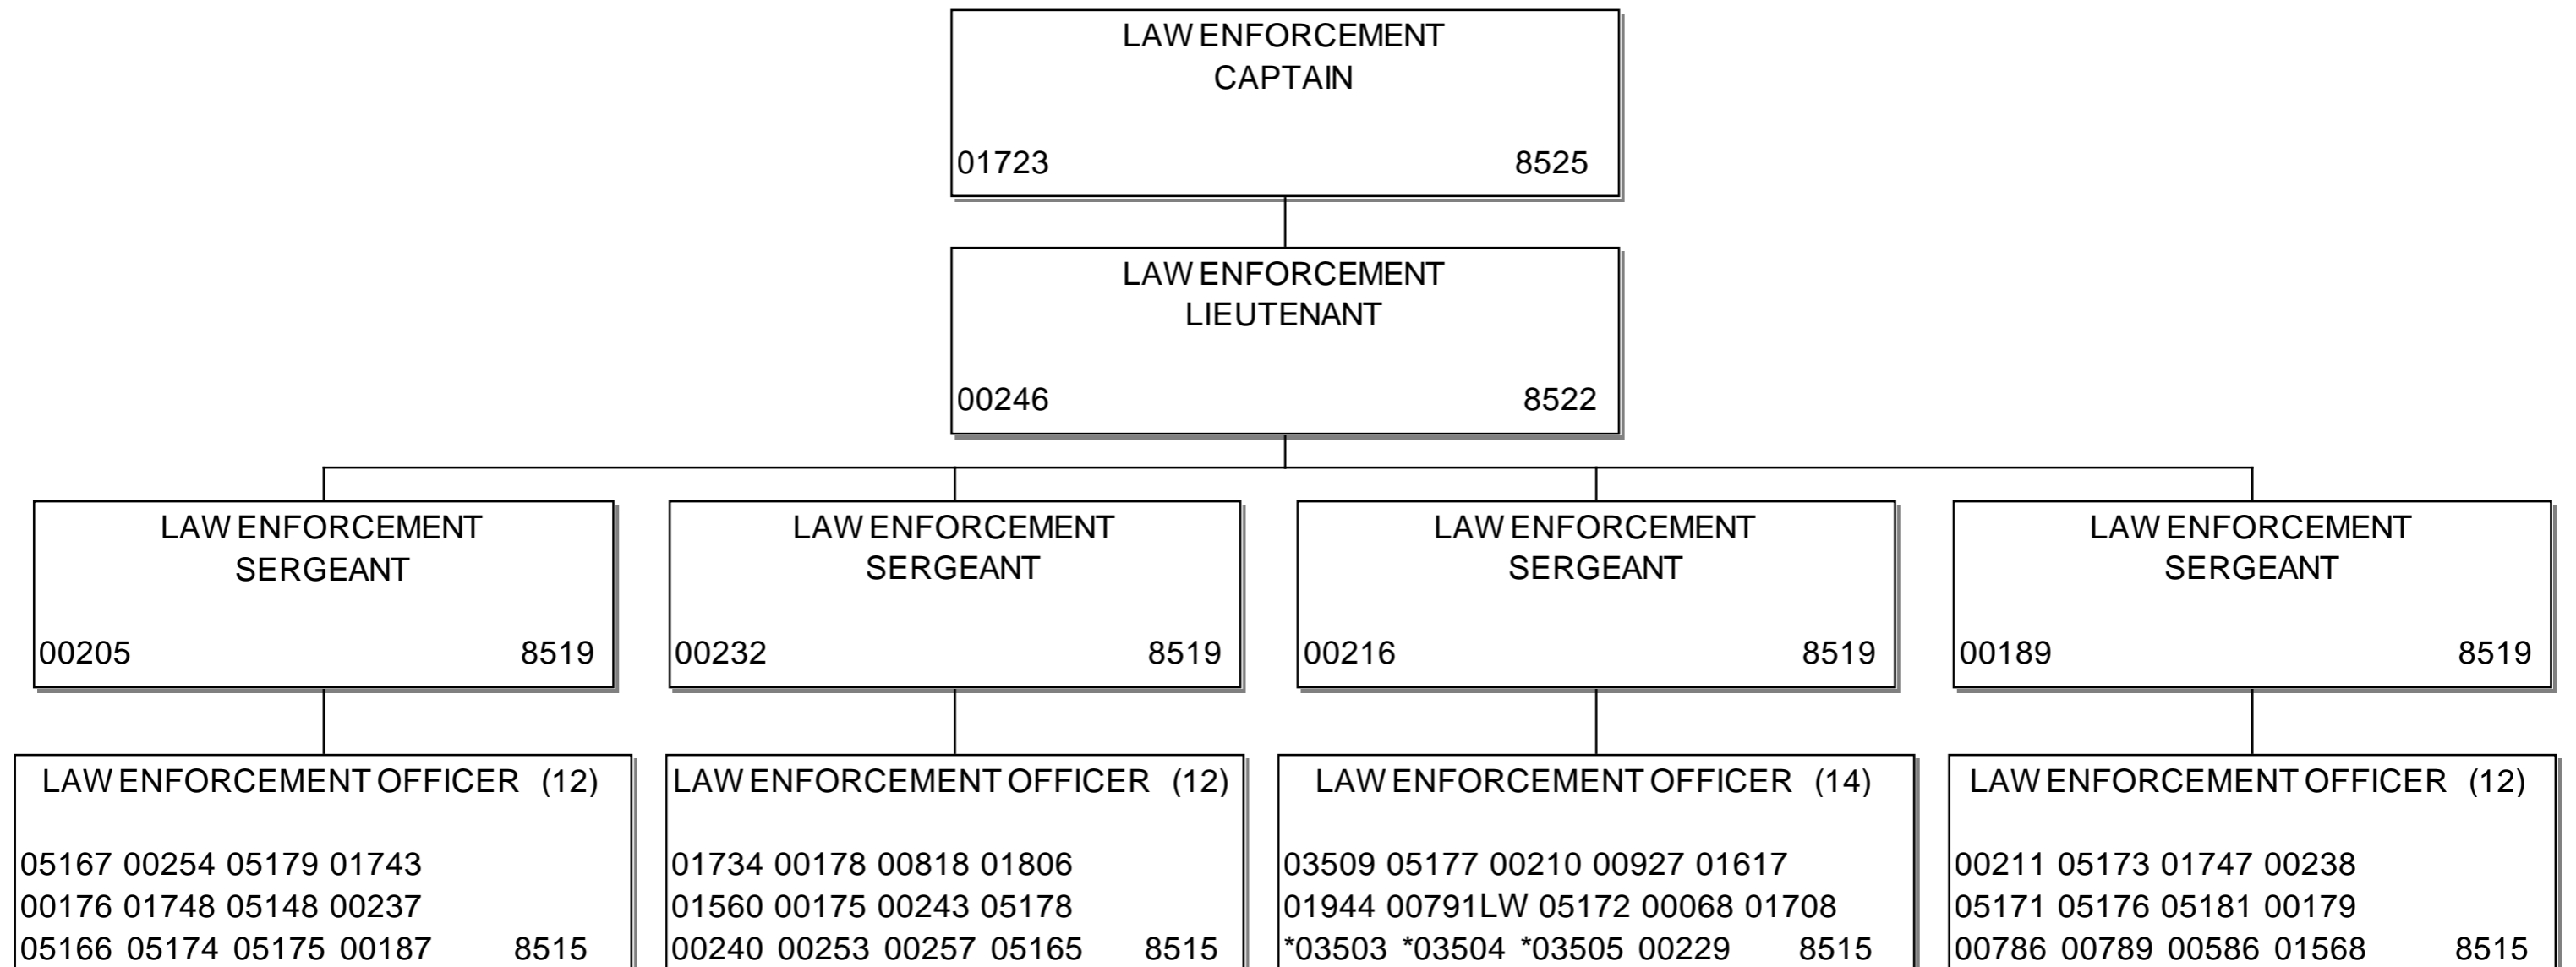 LAW ENFORCEMENT
CAPTAIN
01723 8525
LAW ENFORCEMENT
LIEUTENANT
00246 8522
LAW ENFORCEMENT
SERGEANT
00205 8519
LAW ENFORCEMENT
SERGEANT
00232 8519
LAW ENFORCEMENT
SERGEANT
00216 8519
LAW ENFORCEMENT
SERGEANT
00189 8519
LAW ENFORCEMENT OFFICER (12)
05167 00254 05179 01743
00176 01748 05148 00237
05166 05174 05175 00187 8515
LAW ENFORCEMENT OFFICER (12)
01734 00178 00818 01806
01560 00175 00243 05178
00240 00253 00257 05165 8515
LAW ENFORCEMENT OFFICER (14)
03509 05177 00210 00927 01617
01944 00791LW 05172 00068 01708
*03503 *03504 *03505 00229 8515
LAW ENFORCEMENT OFFICER (12)
00211 05173 01747 00238
05171 05176 05181 00179
00786 00789 00586 01568 8515